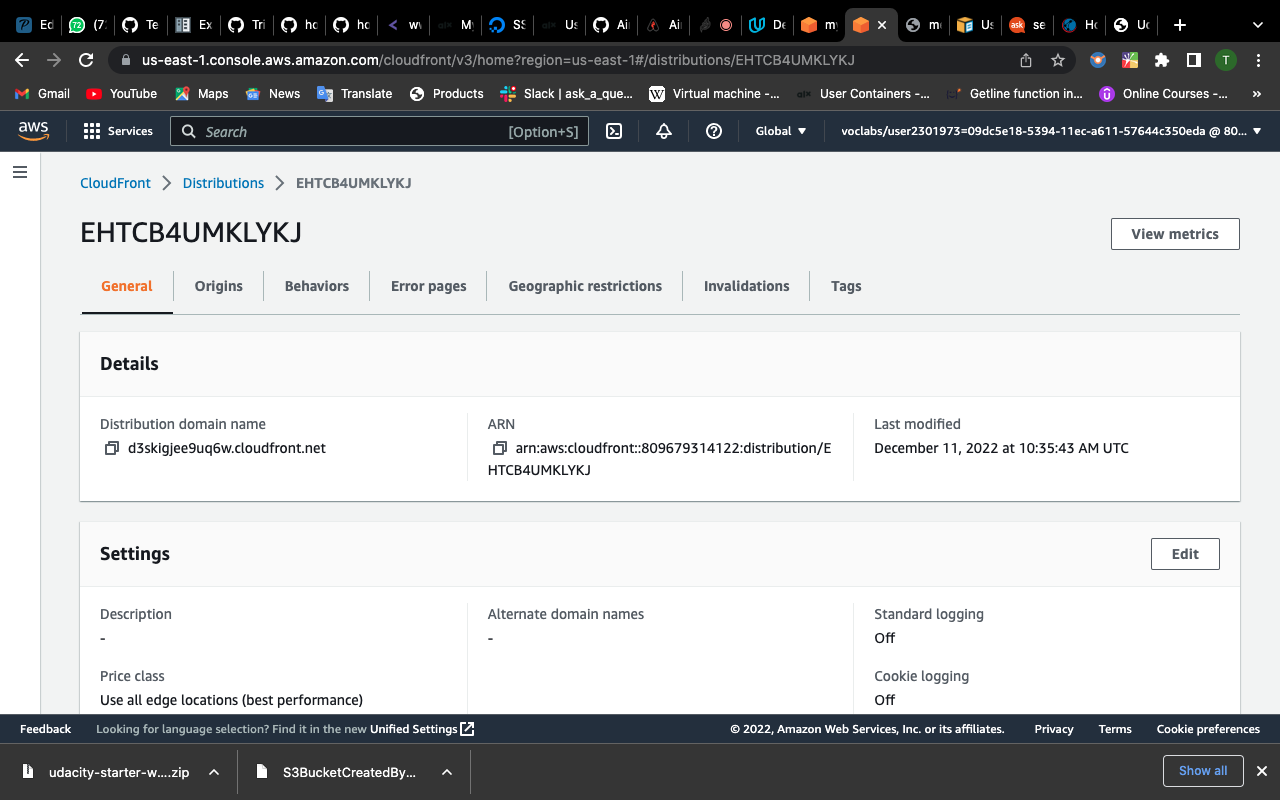 Ed
(72
Te
Ex
Tri
ho
ho
w
My
SS
Us
Ai
Ai
De
my
m
Us
se
Ho
Uc
us-east-1.console.aws.amazon.com/cloudfront/v3/home?region=us-east-1#/distributions/EHTCB4UMKLYKJ
T
Gmail
YouTube
Maps
News
Translate
Products
Slack | ask_a_que...
Virtual machine -...
User Containers -...
Getline function in...
Online Courses -...
»
aws
Services
Search
[Option+S]
Global
voclabs/user2301973=09dc5e18-5394-11ec-a611-57644c350eda @ 80...
CloudFront
Distributions
EHTCB4UMKLYKJ
EHTCB4UMKLYKJ
View metrics
General
Origins
Behaviors
Error pages
Geographic restrictions
Invalidations
Tags
Details
Distribution domain name
d3skigjee9uq6w.cloudfront.net
ARN
arn:aws:cloudfront::809679314122:distribution/E
HTCB4UMKLYKJ
Last modified
December 11, 2022 at 10:35:43 AM UTC
Settings
Edit
Description
-
Alternate domain names
-
Standard logging
Off
Price class
Use all edge locations (best performance)
Cookie logging
Off
Feedback
Looking for language selection? Find it in the new Unified Settings
© 2022, Amazon Web Services, Inc. or its affiliates.
Privacy
Terms
Cookie preferences
udacity-starter-w....zip
S3BucketCreatedBy...
Show all